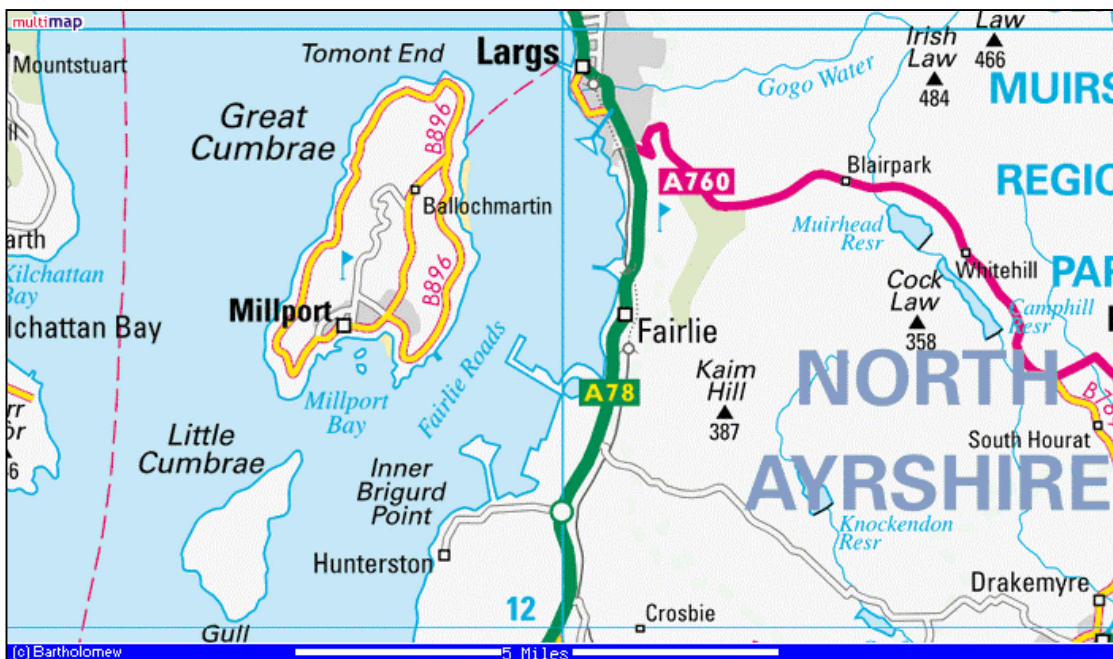 multimap
Law
466
Irish
Law
484
Mountstuart
Tomont End
Largs
Gogo Water
MUIRS
Great
Cumbrae
B896
Blairpark
REGIO
A760
Ballochmartin
Muirhead
Resr
arth
Kilchattan
Bay
Whitehill
PAR
B896
Cock
Law
358
Camphill
Resr
lchattan Bay
Millport
Fairlie
Fairlie Roads
NORTH
Millport
Bay
A78
Kaim
Hill
387
South Hourat
Little
Cumbrae
Inner
Brigurd
Point
AYRSHIRE
Knockendon
Resr
Hunterston
Drakemyre
12
Crosbie
Gull
(c) Bartholomew
5 Miles